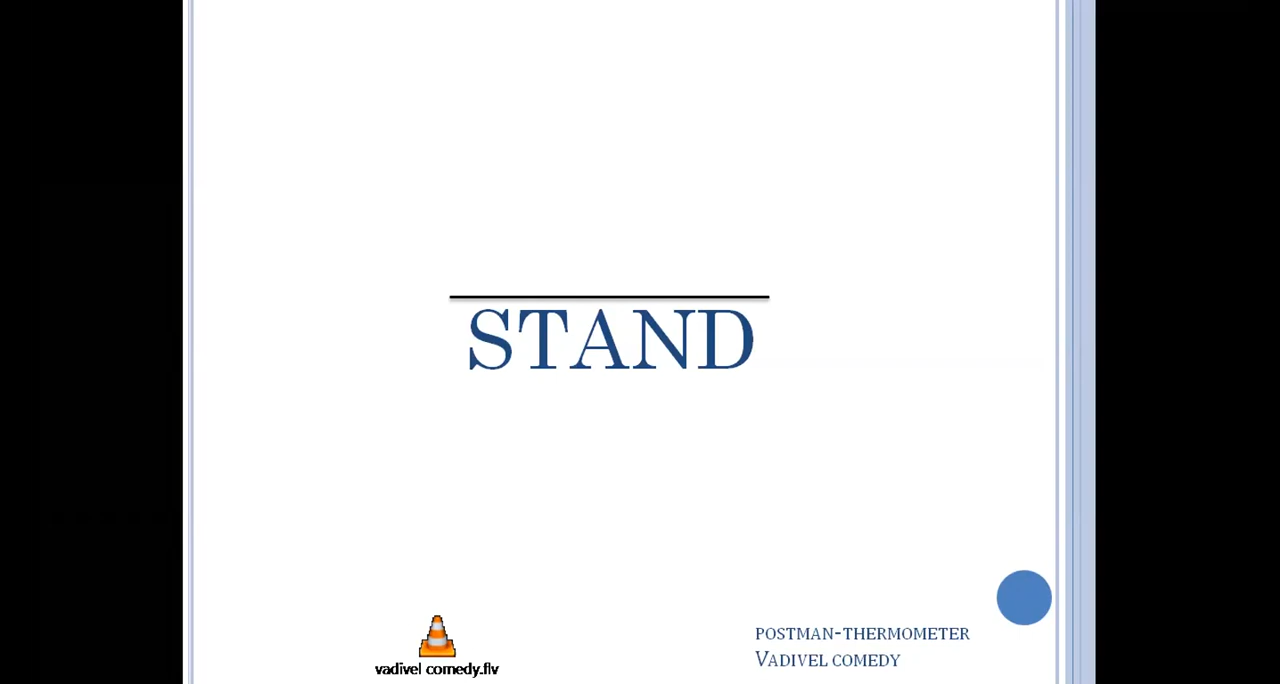 STAND
vadivel comedy.flv
POSTMAN-THERMOMETER
VADIVEL COMEDY